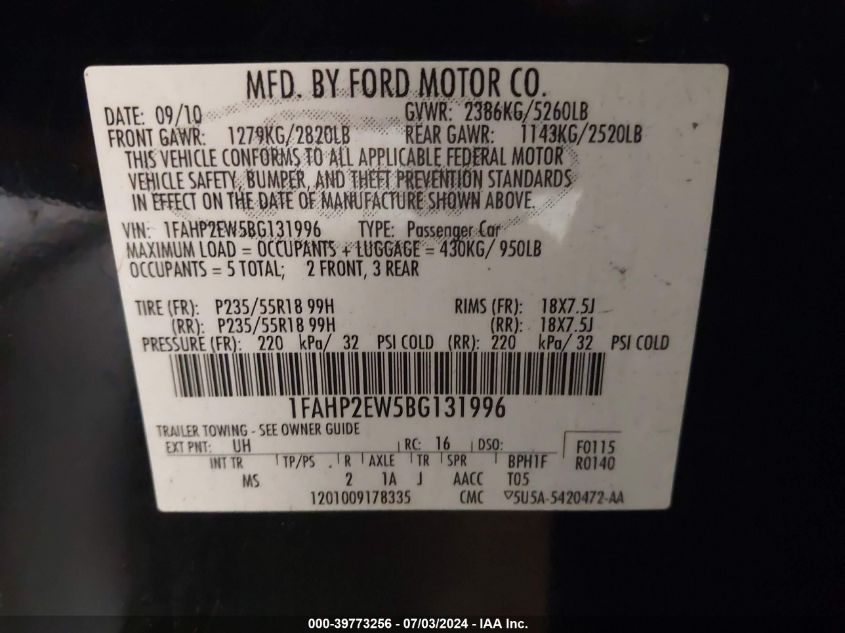 MFD. BY FORD MOTOR CO.
DATE: 09/10 GVWR: 2386KG/5260LB
FRONT GAWR: 1279KG/2820LB REAR GAWR: 1143KG/2520LB
THIS VEHICLE CONFORMS TO ALL APPLICABLE FEDERAL MOTOR
VEHICLE SAFETY, BUMPER, AND THEFT PREVENTION STANDARDS
IN EFFECT ON THE DATE OF MANUFACTURE SHOWN ABOVE.
VIN: 1FAHP2EW5BG131996 TYPE: Passenger Car
MAXIMUM LOAD = OCCUPANTS + LUGGAGE = 430KG/ 950LB
OCCUPANTS = 5 TOTAL; 2 FRONT, 3 REAR
TIRE (FR): P235/55R18 99H RIMS (FR): 18X7.5J
(RR): P235/55R18 99H (RR): 18X7.5J
PRESSURE (FR): 220 kPa/ 32 PSI COLD (RR): 220 kPa/ 32 PSI COLD
1FAHP2EW5BG131996
TRAILER TOWING - SEE OWNER GUIDE
EXT PNT: UH RC: 16 DSO: F0115
INT TR TP/PS R AXLE TR SPR BPH1F R0140
MS 2 1A J AACC T05
1201009178335 CMC ▽5U5A-5420472-AA
000-39773256 - 07/03/2024 - IAA Inc.